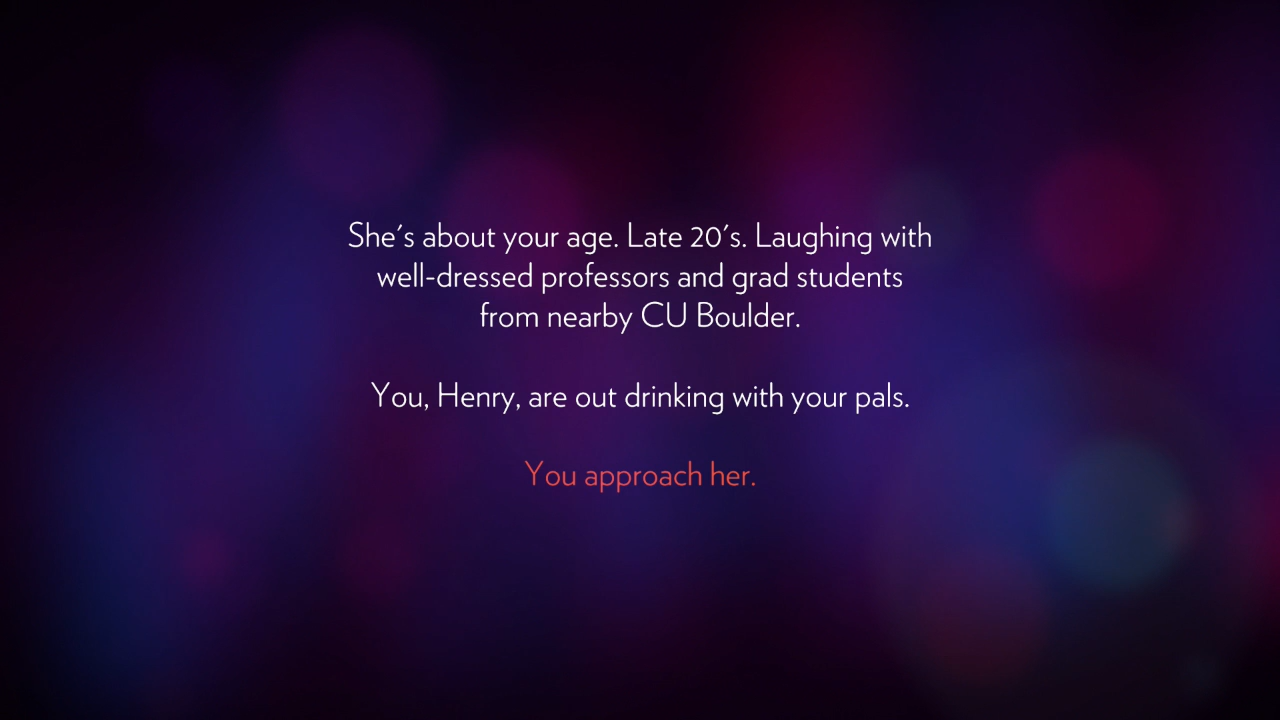 She's about your age. Late 20's. Laughing with
well-dressed professors and grad students
from nearby CU Boulder.
You, Henry, are out drinking with your pals.
You approach her.